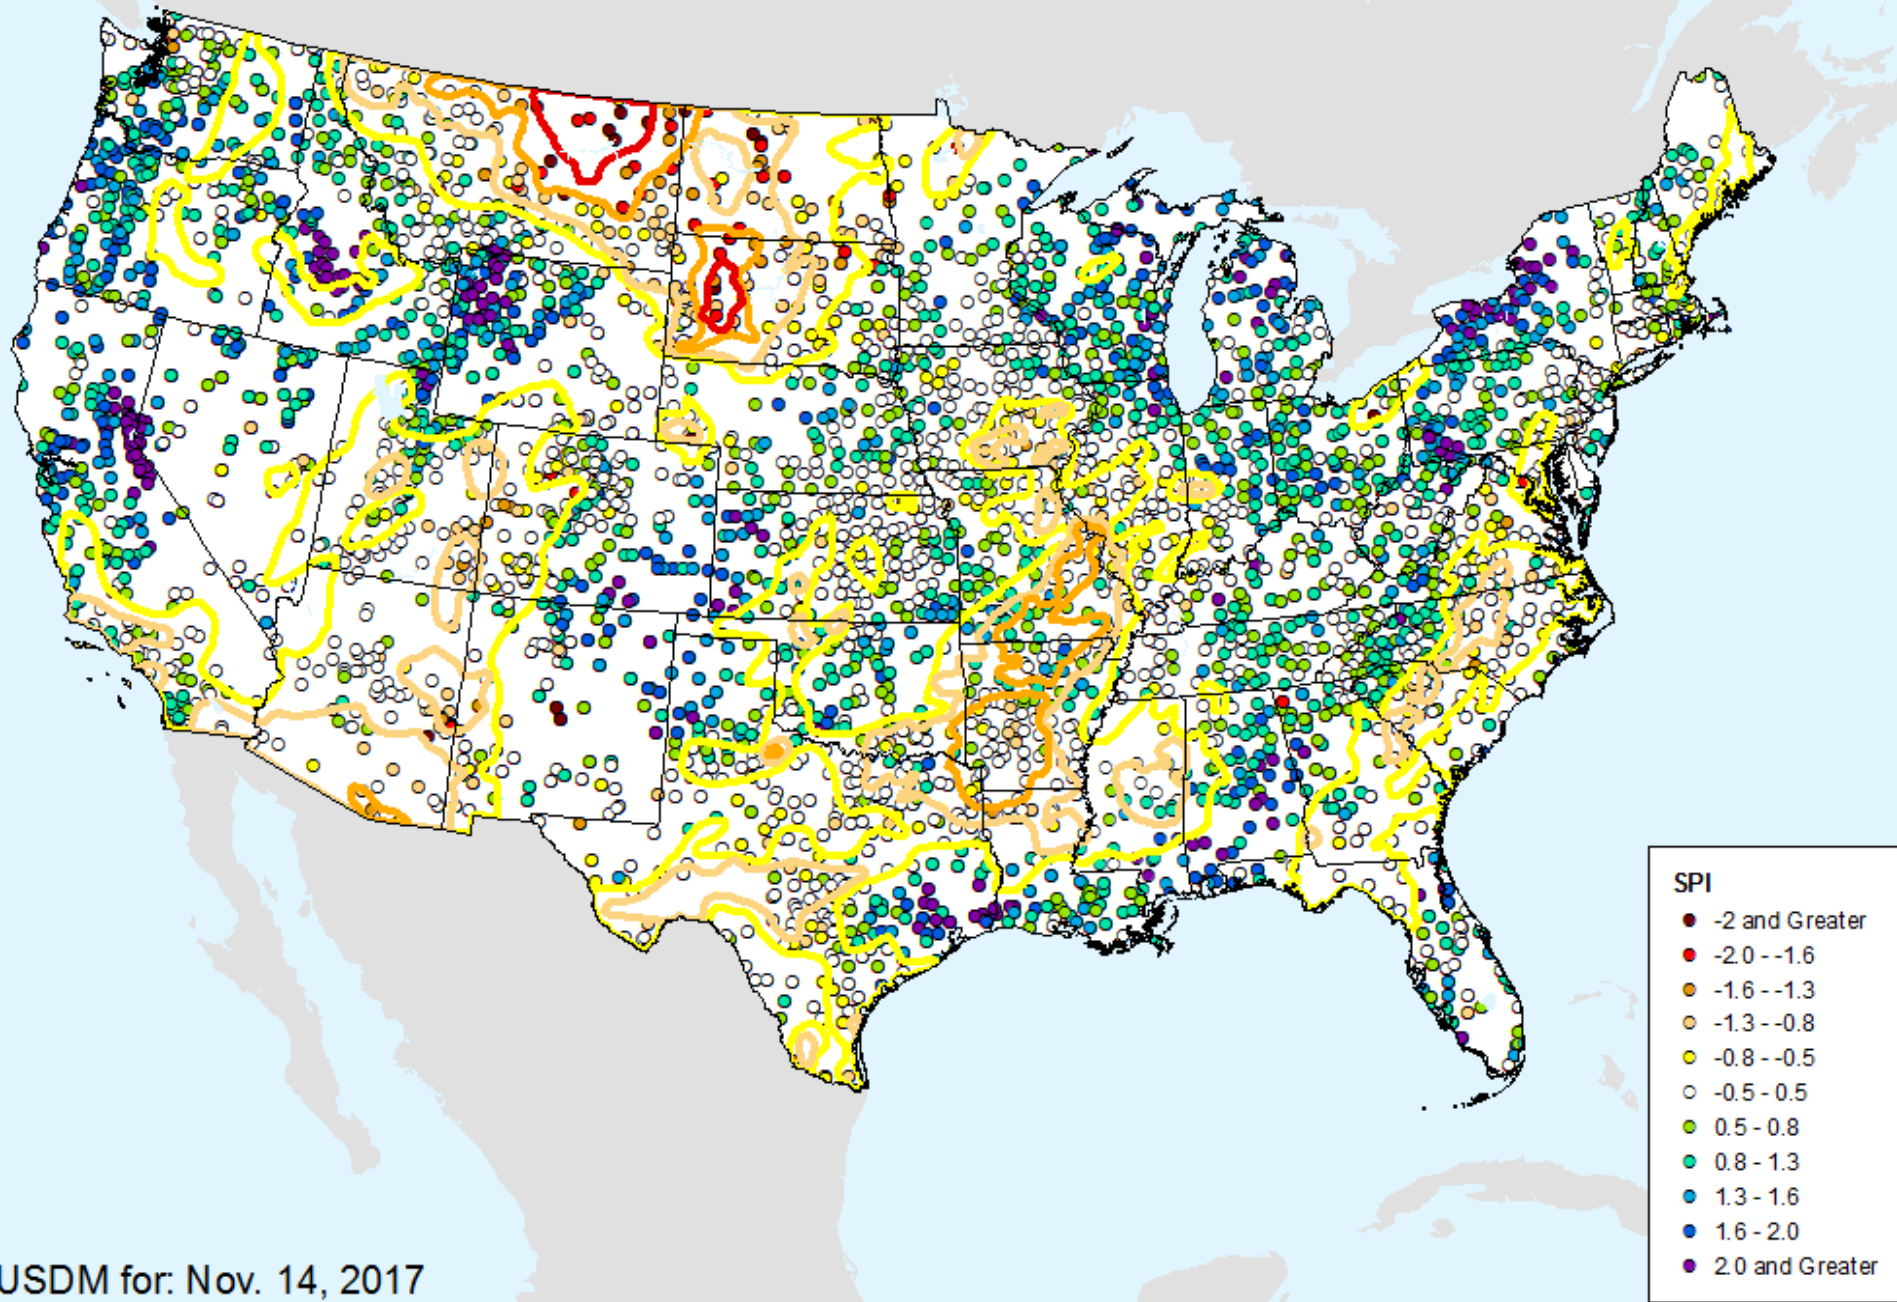 SPI
-2 and Greater
-2.0 - -1.6
-1.6 - -1.3
-1.3 - -0.8
-0.8 - -0.5
-0.5 - 0.5
0.5 - 0.8
0.8 - 1.3
1.3 - 1.6
1.6 - 2.0
2.0 and Greater
USDM for: Nov. 14, 2017